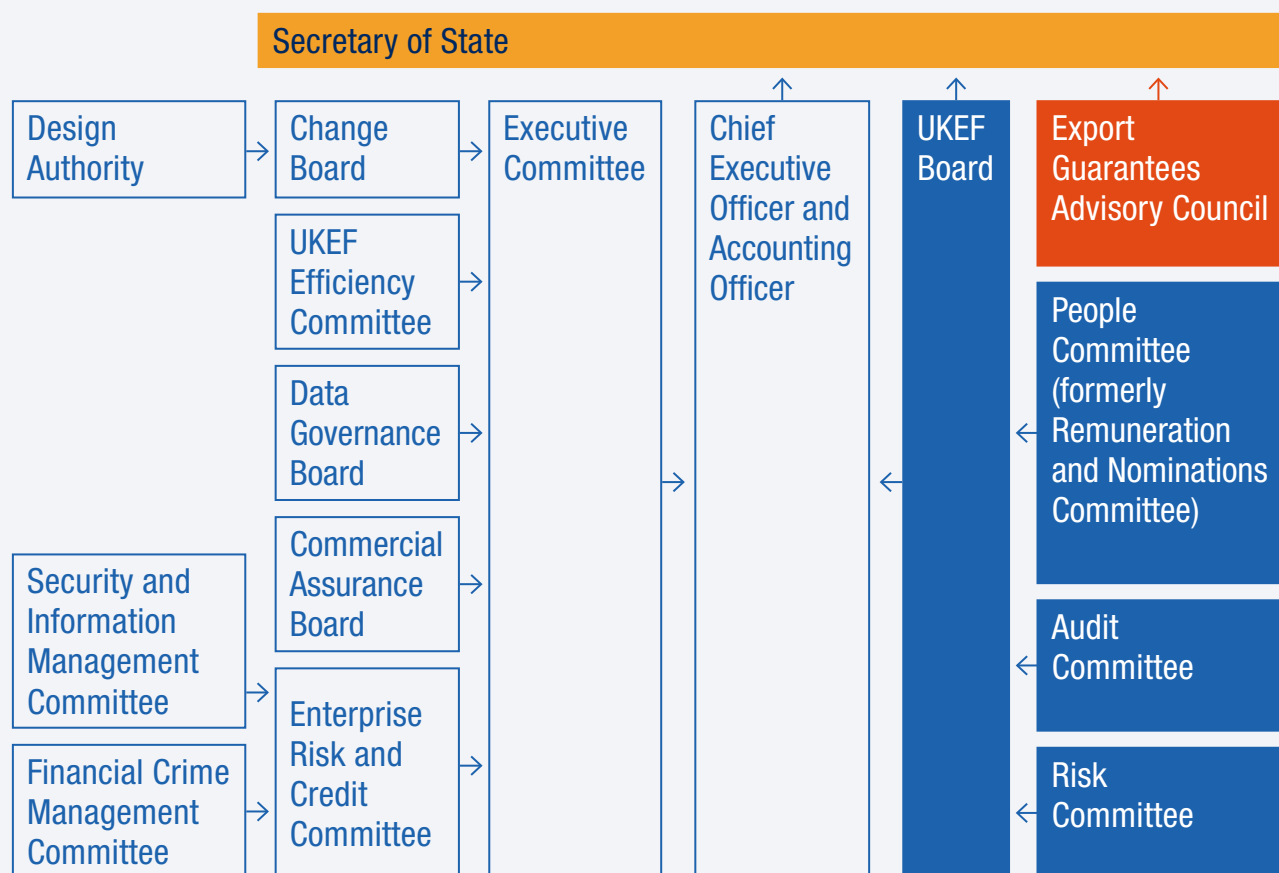 Secretary of State
Design
Authority
Change
Board
Executive
Committee
Chief
Executive
Officer and
Accounting
Officer
UKEF
Board
Export
Guarantees
Advisory Council
UKEF
Efficiency
Committee
People
Committee
(formerly
Remuneration
and Nominations
Committee)
Data
Governance
Board
Commercial
Assurance
Board
Security and
Information
Management
Committee
Audit
Committee
Enterprise
Risk and
Credit
Committee
Financial Crime
Management
Committee
Risk
Committee